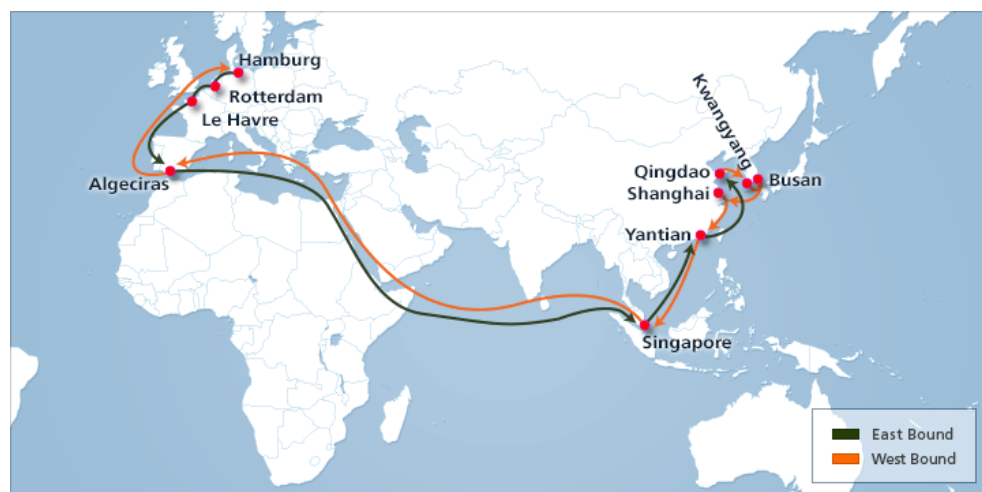 Hamburg
Rotterdam
Le Havre
Algeciras
Kwangyang
Qingdao
Busan
Shanghai
Yantian
Singapore
East Bound
West Bound